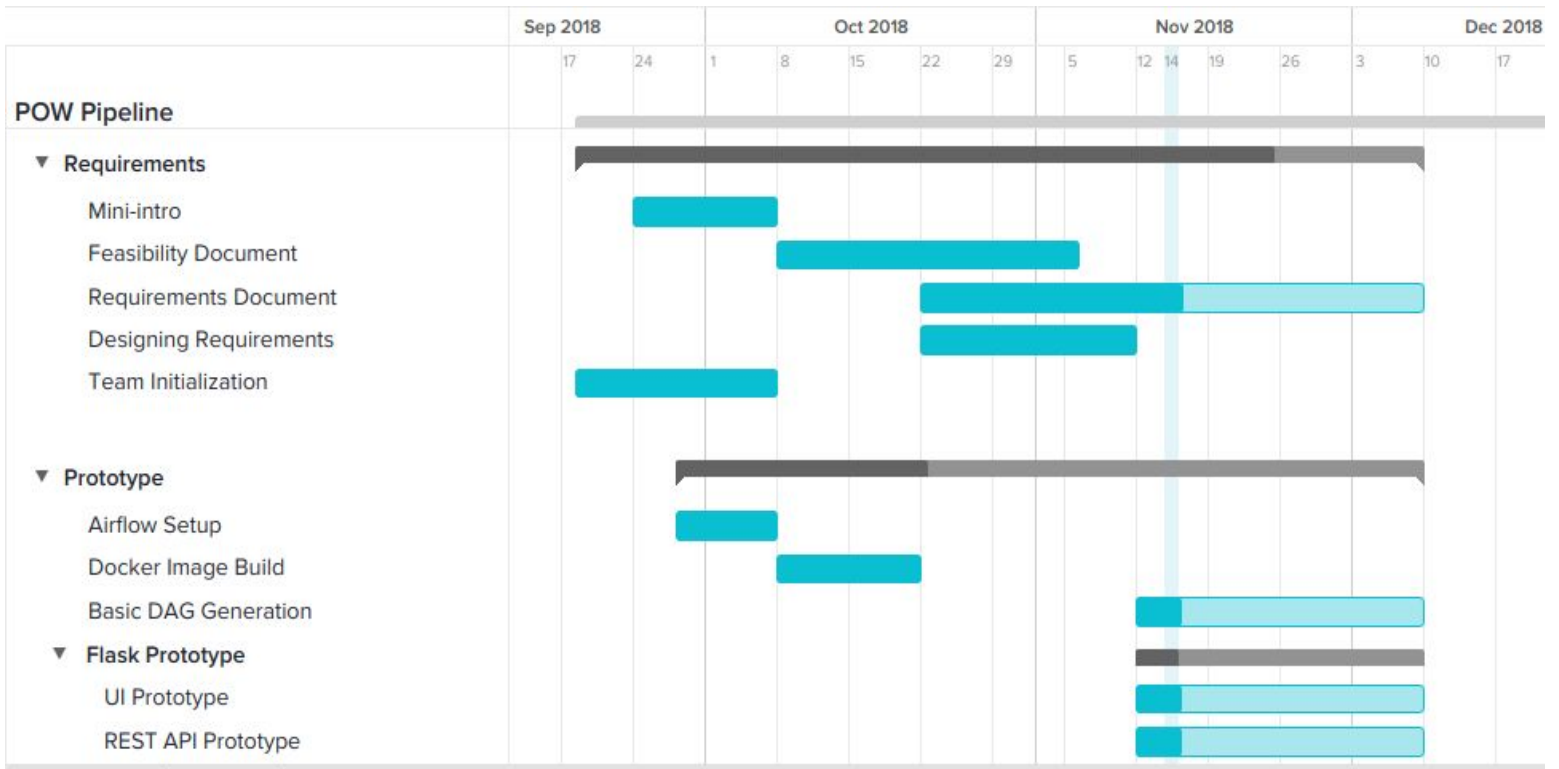 Sep 2018 Oct 2018 Nov 2018 Dec 2018
17 24 1 8 15 22 29 5 12 14 19 26 3 10 17
POW Pipeline
Requirements
Mini-intro
Feasibility Document
Requirements Document
Designing Requirements
Team Initialization
Prototype
Airflow Setup
Docker Image Build
Basic DAG Generation
Flask Prototype
UI Prototype
REST API Prototype